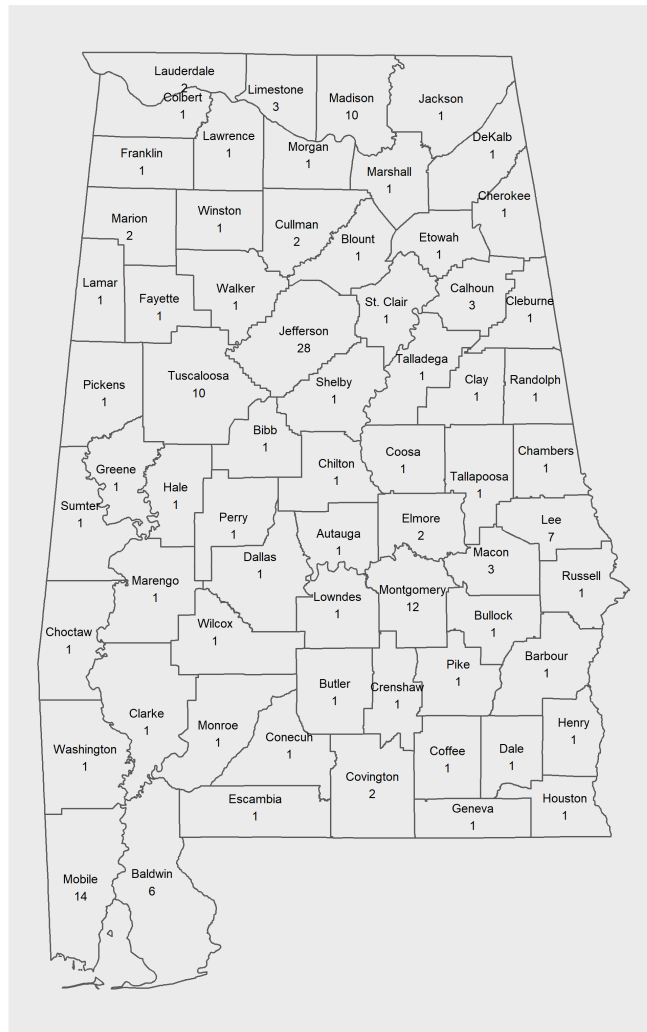 Lauderdale
2
Limestone
3
Madison
10
Jackson
1
Colbert
1
Lawrence
1
Morgan
1
DeKalb
1
Franklin
1
Marshall
1
Cherokee
1
Marion
2
Winston
1
Cullman
2
Blount
1
Etowah
1
Lamar
1
Fayette
1
Walker
1
Jefferson
28
St. Clair
1
Calhoun
3
Cleburne
1
Pickens
1
Tuscaloosa
10
Shelby
1
Talladega
1
Clay
1
Randolph
1
Bibb
1
Greene
1
Hale
1
Chilton
1
Coosa
1
Tallapoosa
1
Chambers
1
Sumter
1
Perry
1
Autauga
1
Elmore
2
Lee
7
Dallas
1
Macon
3
Marengo
1
Russell
1
Lowndes
1
Montgomery
12
Bullock
1
Choctaw
1
Wilcox
1
Barbour
1
Pike
1
Butler
1
Crenshaw
1
Clarke
1
Monroe
1
Conecuh
1
Henry
1
Washington
1
Covington
2
Coffee
1
Dale
1
Escambia
1
Geneva
1
Houston
1
Mobile
14
Baldwin
6